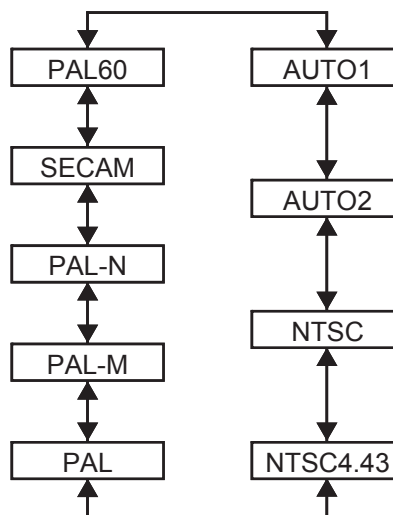 PAL60
SECAM
PAL-N
PAL-M
PAL
AUTO1
AUTO2
NTSC
NTSC4.43